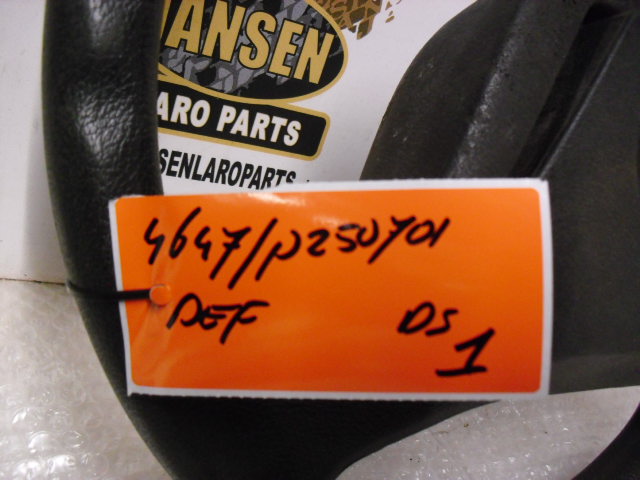 JANSEN
ARO PARTS
SENLAROPARTS.
4647/p250701
DEF
DS
1